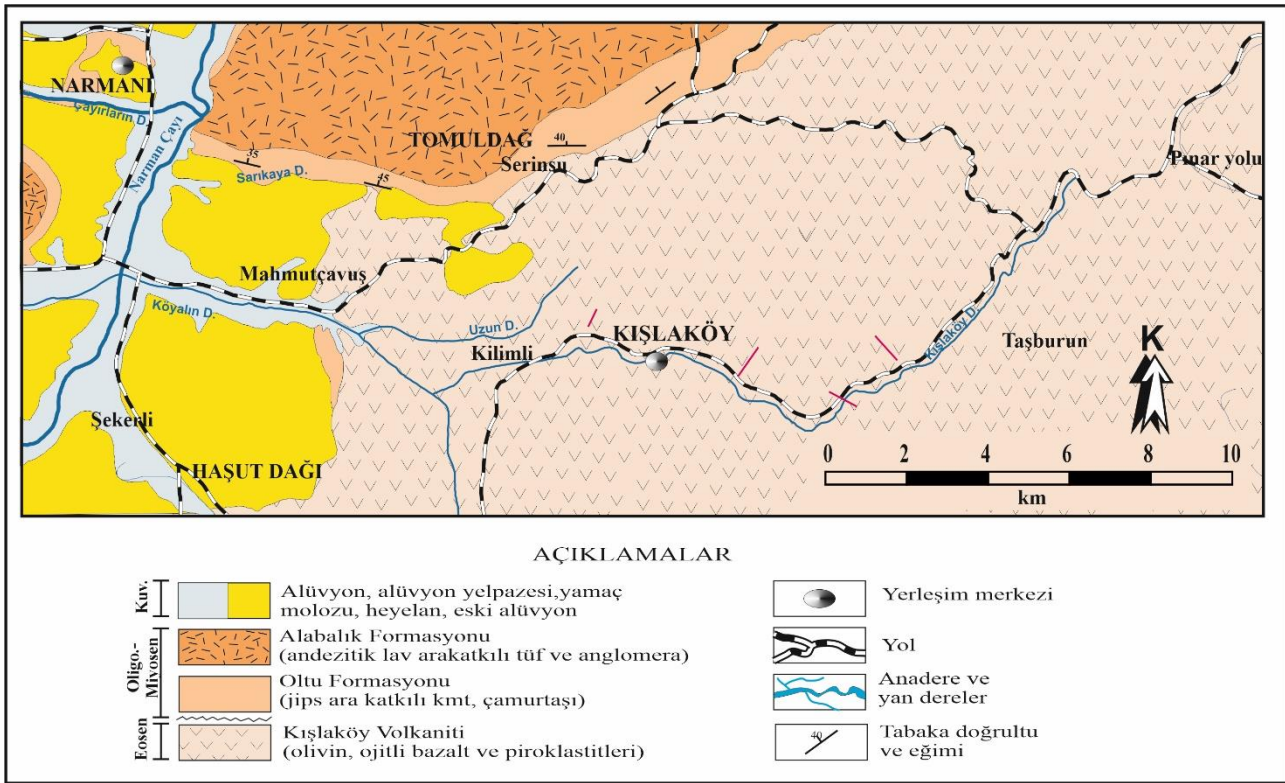 NARMANI
Çayırların D.
Narman Çayı
TOMULDAĞ
40
Serinsu
35
Sarıkaya D.
45
Pınar yolu
Mahmutçavuş
Köyalın D.
Uzun D.
Kilimli
KIŞLAKÖY
Kışlaköy D.
Taşburun
K
Şekerli
HAŞUT DAĞI
0 2 4 6 8 10
km
AÇIKLAMALAR
Kuv.
Alüvyon, alüvyon yelpazesi,yamaç
molozu, heyelan, eski alüvyon
Oligo.-
Mivosen
Alabalık Formasyonu
(andezitik lav arakatkılı tüf ve anglomera)
Oltu Formasyonu
(jips ara katkılı kmt, çamurtaşı)
Eosen
Kışlaköy Volkaniti
(olivin, ojitli bazalt ve piroklastitleri)
Yerleşim merkezi
Yol
Anadere ve
yan dereler
40
Tabaka doğrultu
ve eğimi